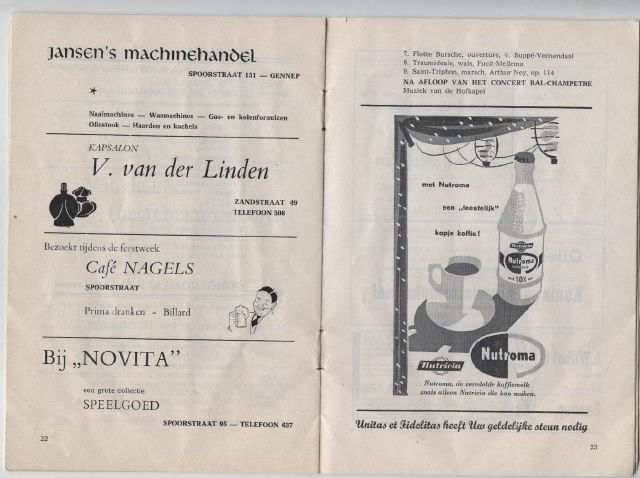 jansen's machinehandel
SPOORSTRAAT 131 — GENNEP
Naaimachines — Wasmachines — Gas- en kolenfornuizen
Oliestook — Haarden en kachels
KAPSALON
V. van der Linden
ZANDSTRAAT 49
TELEFOON 506
Bezoekt tijdens de feestweek
Café NAGELS
SPOORSTRAAT
Prima dranken - Billard
Bij „NOVITA”
een grote collectie
SPEELGOED
SPOORSTRAAT 95 — TELEFOON 637
22
7. Flotte Bursche, ouverture, v. Suppé-Veenendaal
8. Traumideale, wals, Fucit-Mellema
9. Saint-Triphon, marsch, Arthur Ney, op. 114
NA AFLOOP VAN HET CONCERT BAL-CHAMPETRE
Muziek van de Hofkapel
met Nutroma
een „feestelijk”
kopje koffie!
Nutricia
Nutroma
10%
Nutricia
Nutroma
Nutroma, de veredelde koffiemelk
zoals alleen Nutricia die kan maken.
Unitas et Fidelitas heeft Uw geldelijke steun nodig
23